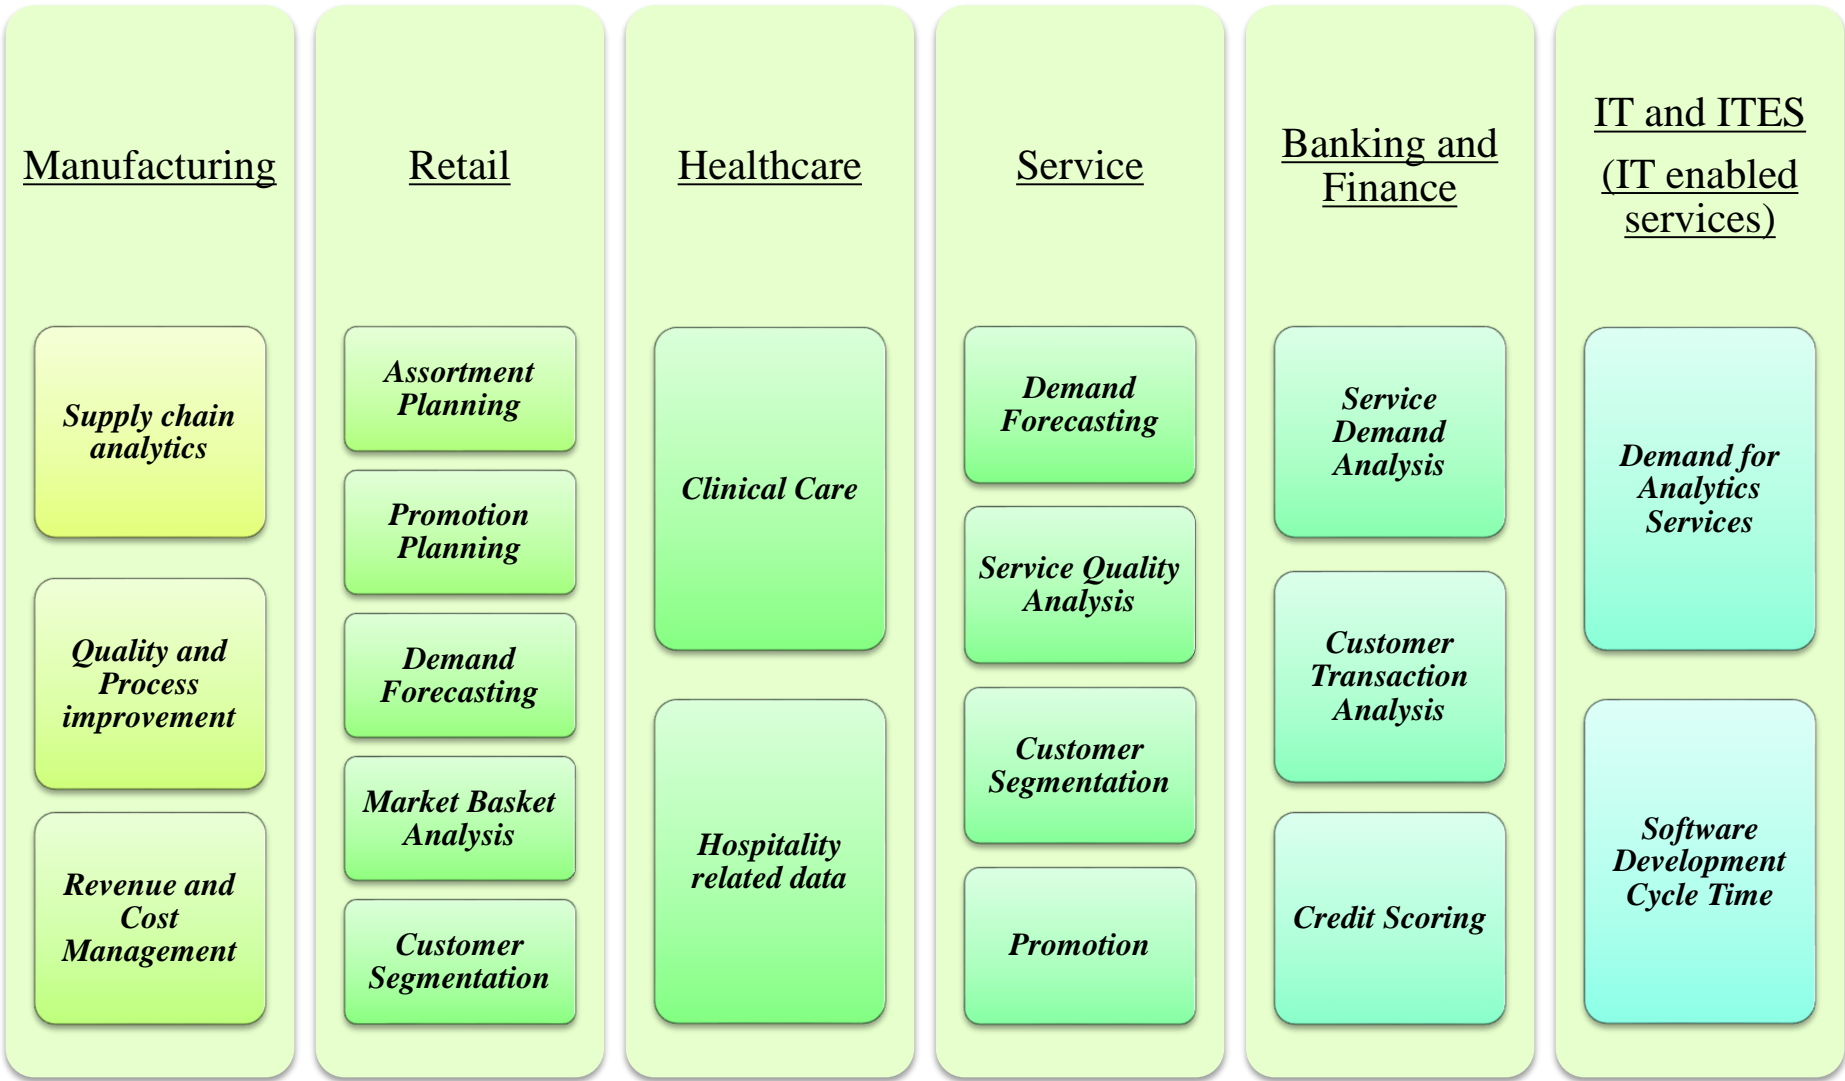 Manufacturing
Supply chain
analytics
Quality and
Process
improvement
Revenue and
Cost
Management
Retail
Assortment
Planning
Promotion
Planning
Demand
Forecasting
Market Basket
Analysis
Customer
Segmentation
Healthcare
Clinical Care
Hospitality
related data
Service
Demand
Forecasting
Service Quality
Analysis
Customer
Segmentation
Promotion
Banking and
Finance
Service
Demand
Analysis
Customer
Transaction
Analysis
Credit Scoring
IT and ITES
(IT enabled
services)
Demand for
Analytics
Services
Software
Development
Cycle Time